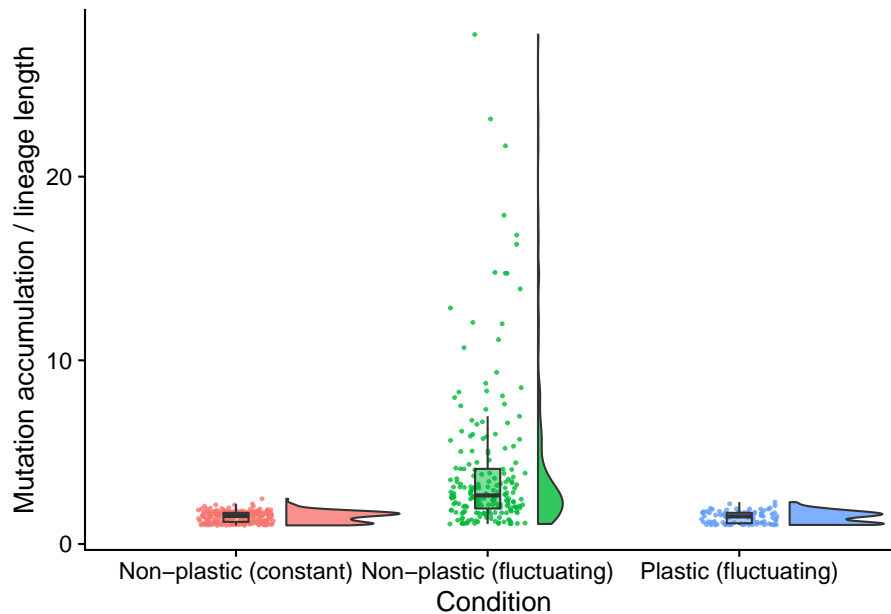 Mutation accumulation / lineage length
20
10
0
Non−plastic (constant) Non−plastic (fluctuating) Plastic (fluctuating)
Condition